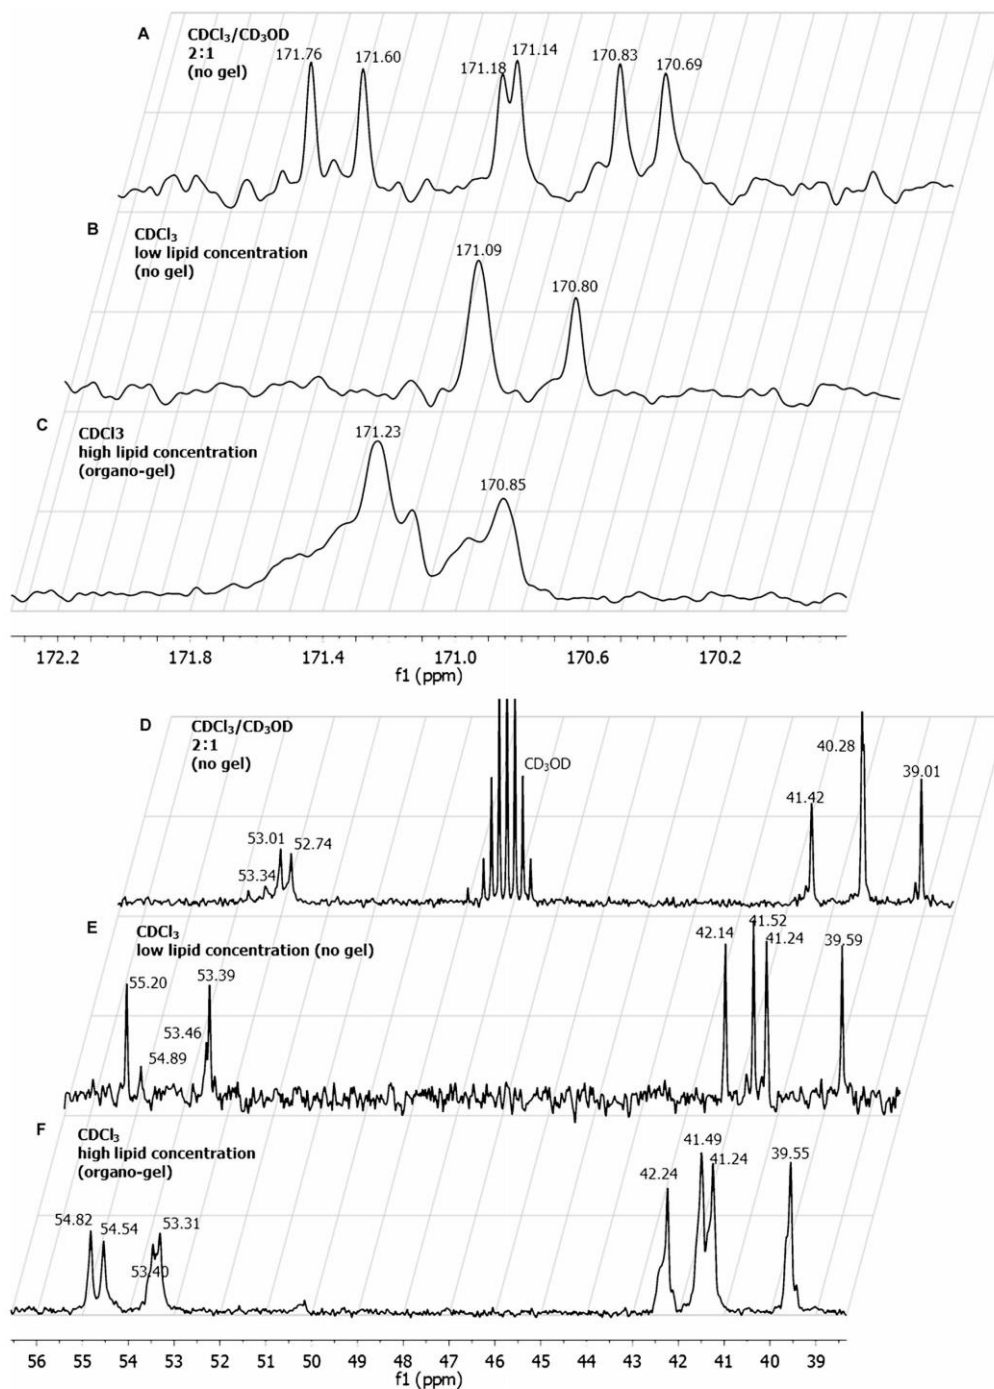 A
CDCl₃/CD₃OD
2:1
(no gel)
171.76
171.60
171.18
171.14
170.83
170.69
B
CDCl₃
low lipid concentration
(no gel)
171.09
170.80
C
CDCl3
high lipid concentration
(organo-gel)
171.23
170.85
172.2 171.8 171.4 171.0 170.6 170.2
f1 (ppm)
D
CDCl₃/CD₃OD
2:1
(no gel)
53.34
53.01
52.74
CD₃OD
41.42
40.28
39.01
E
CDCl₃
low lipid concentration (no gel)
55.20
54.89
53.46
53.39
42.14
41.52
41.24
39.59
F
CDCl₃
high lipid concentration
(organo-gel)
54.82
54.54
53.40
53.31
42.24
41.49
41.24
39.55
56 55 54 53 52 51 50 49 48 47 46 45 44 43 42 41 40 39
f1 (ppm)